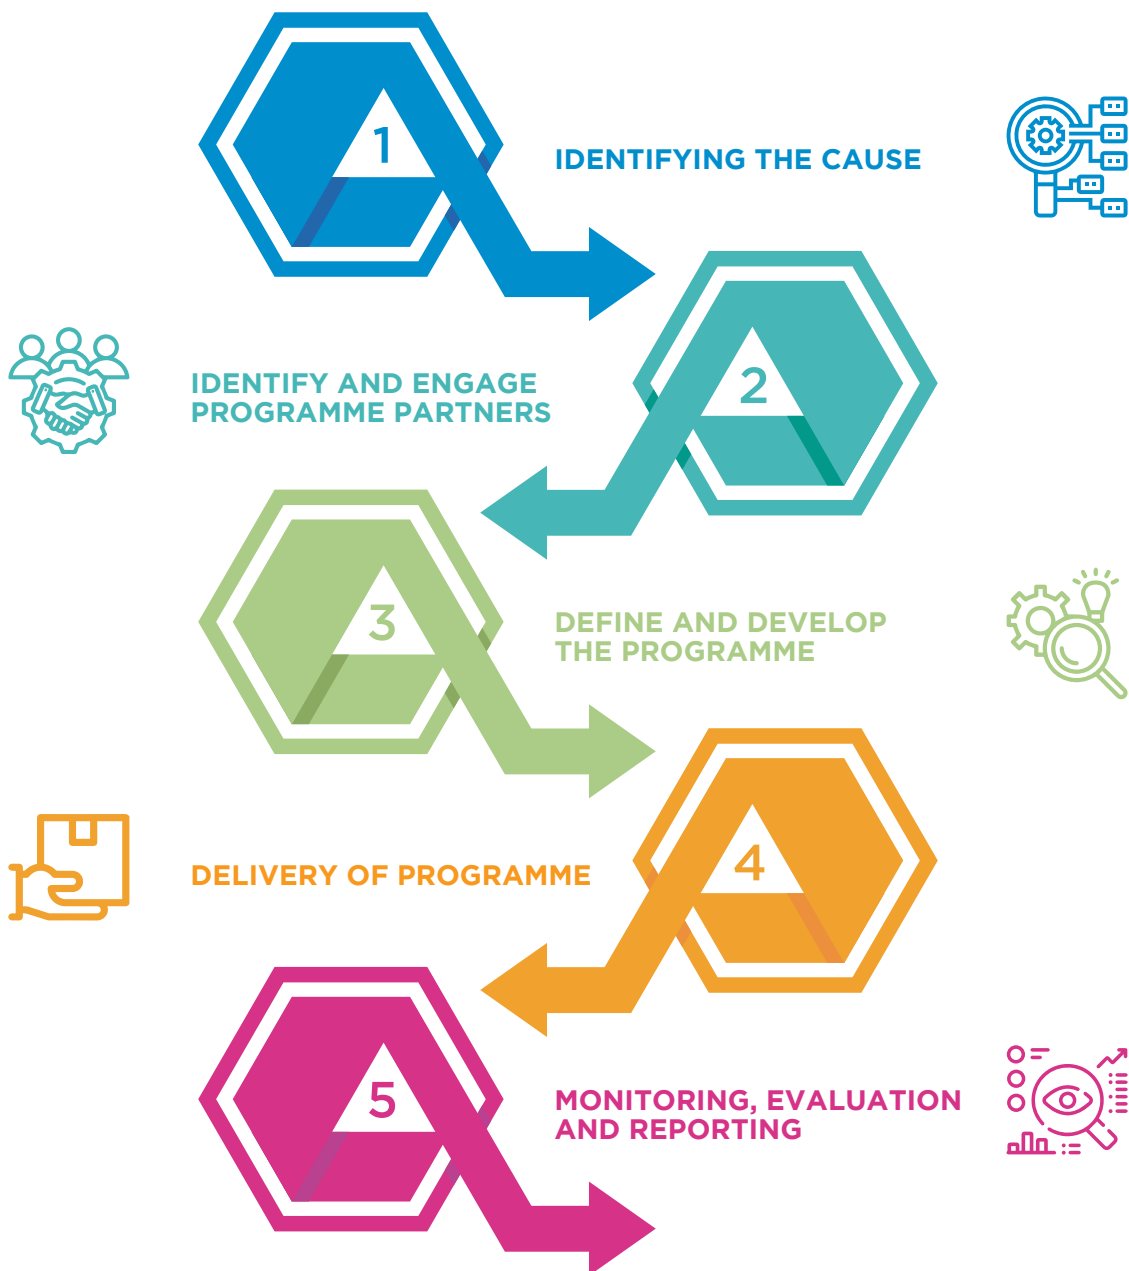 1
IDENTIFYING THE CAUSE
2
IDENTIFY AND ENGAGE
PROGRAMME PARTNERS
3
DEFINE AND DEVELOP
THE PROGRAMME
4
DELIVERY OF PROGRAMME
5
MONITORING, EVALUATION
AND REPORTING